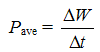 P_ave = ΔW / Δt